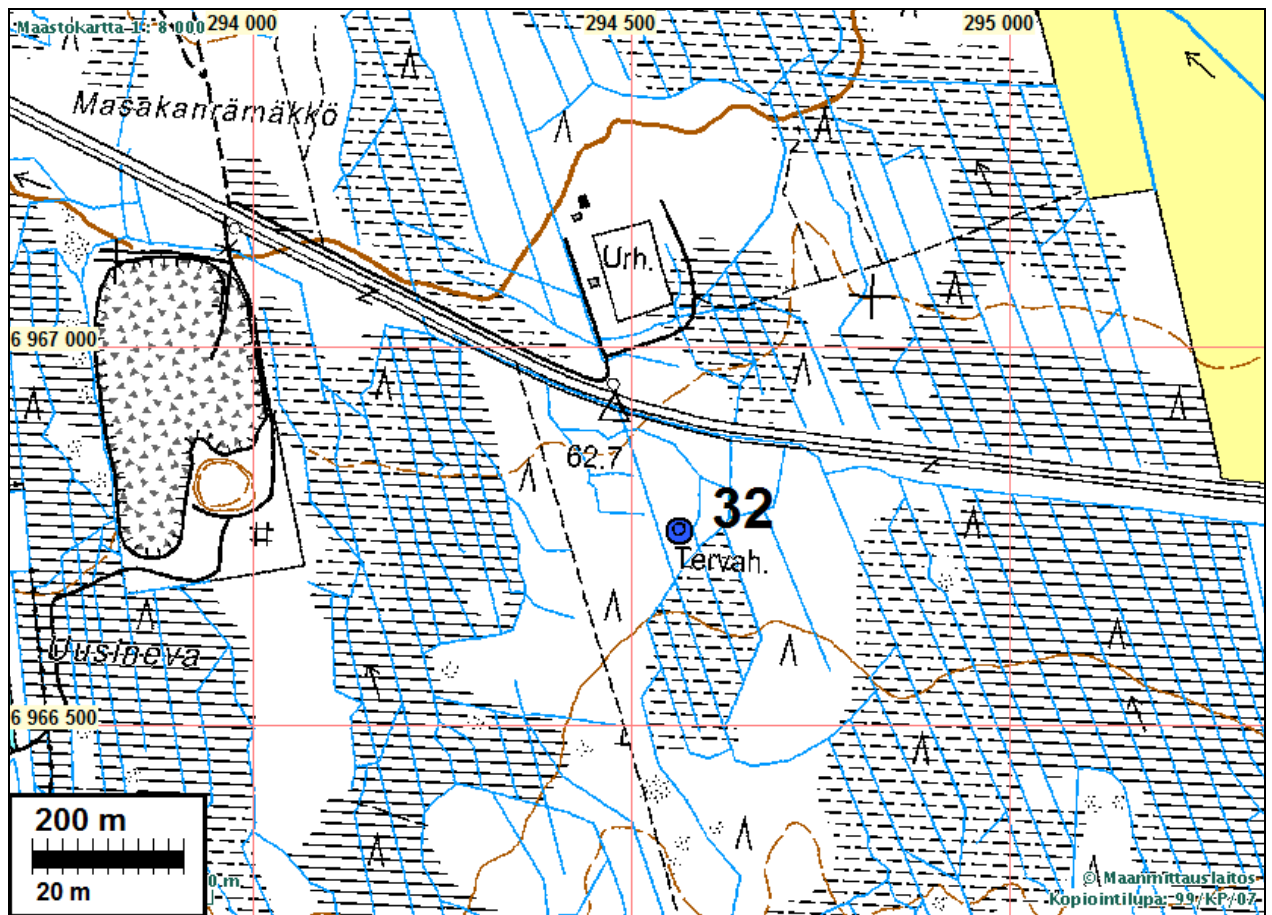 Maastokartta 1 : 8 000
294 000
294 500
295 000
Masakanrämäkkö
Urh.
6 967 000
62.7
32
Tervah.
Uusineva
6 966 500
200 m
20 m
0 m
© Maanmittauslaitos
Kopiointilupa: 99/KP/07